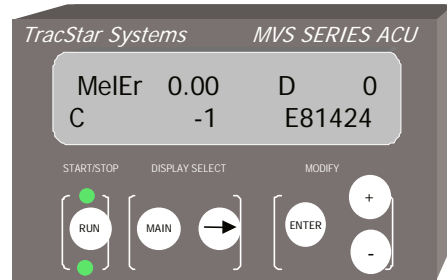 TracStar Systems MVS SERIES ACU
MelEr 0.00 D 0
C -1 E81424
START/STOP DISPLAY SELECT MODIFY
RUN MAIN ENTER + -